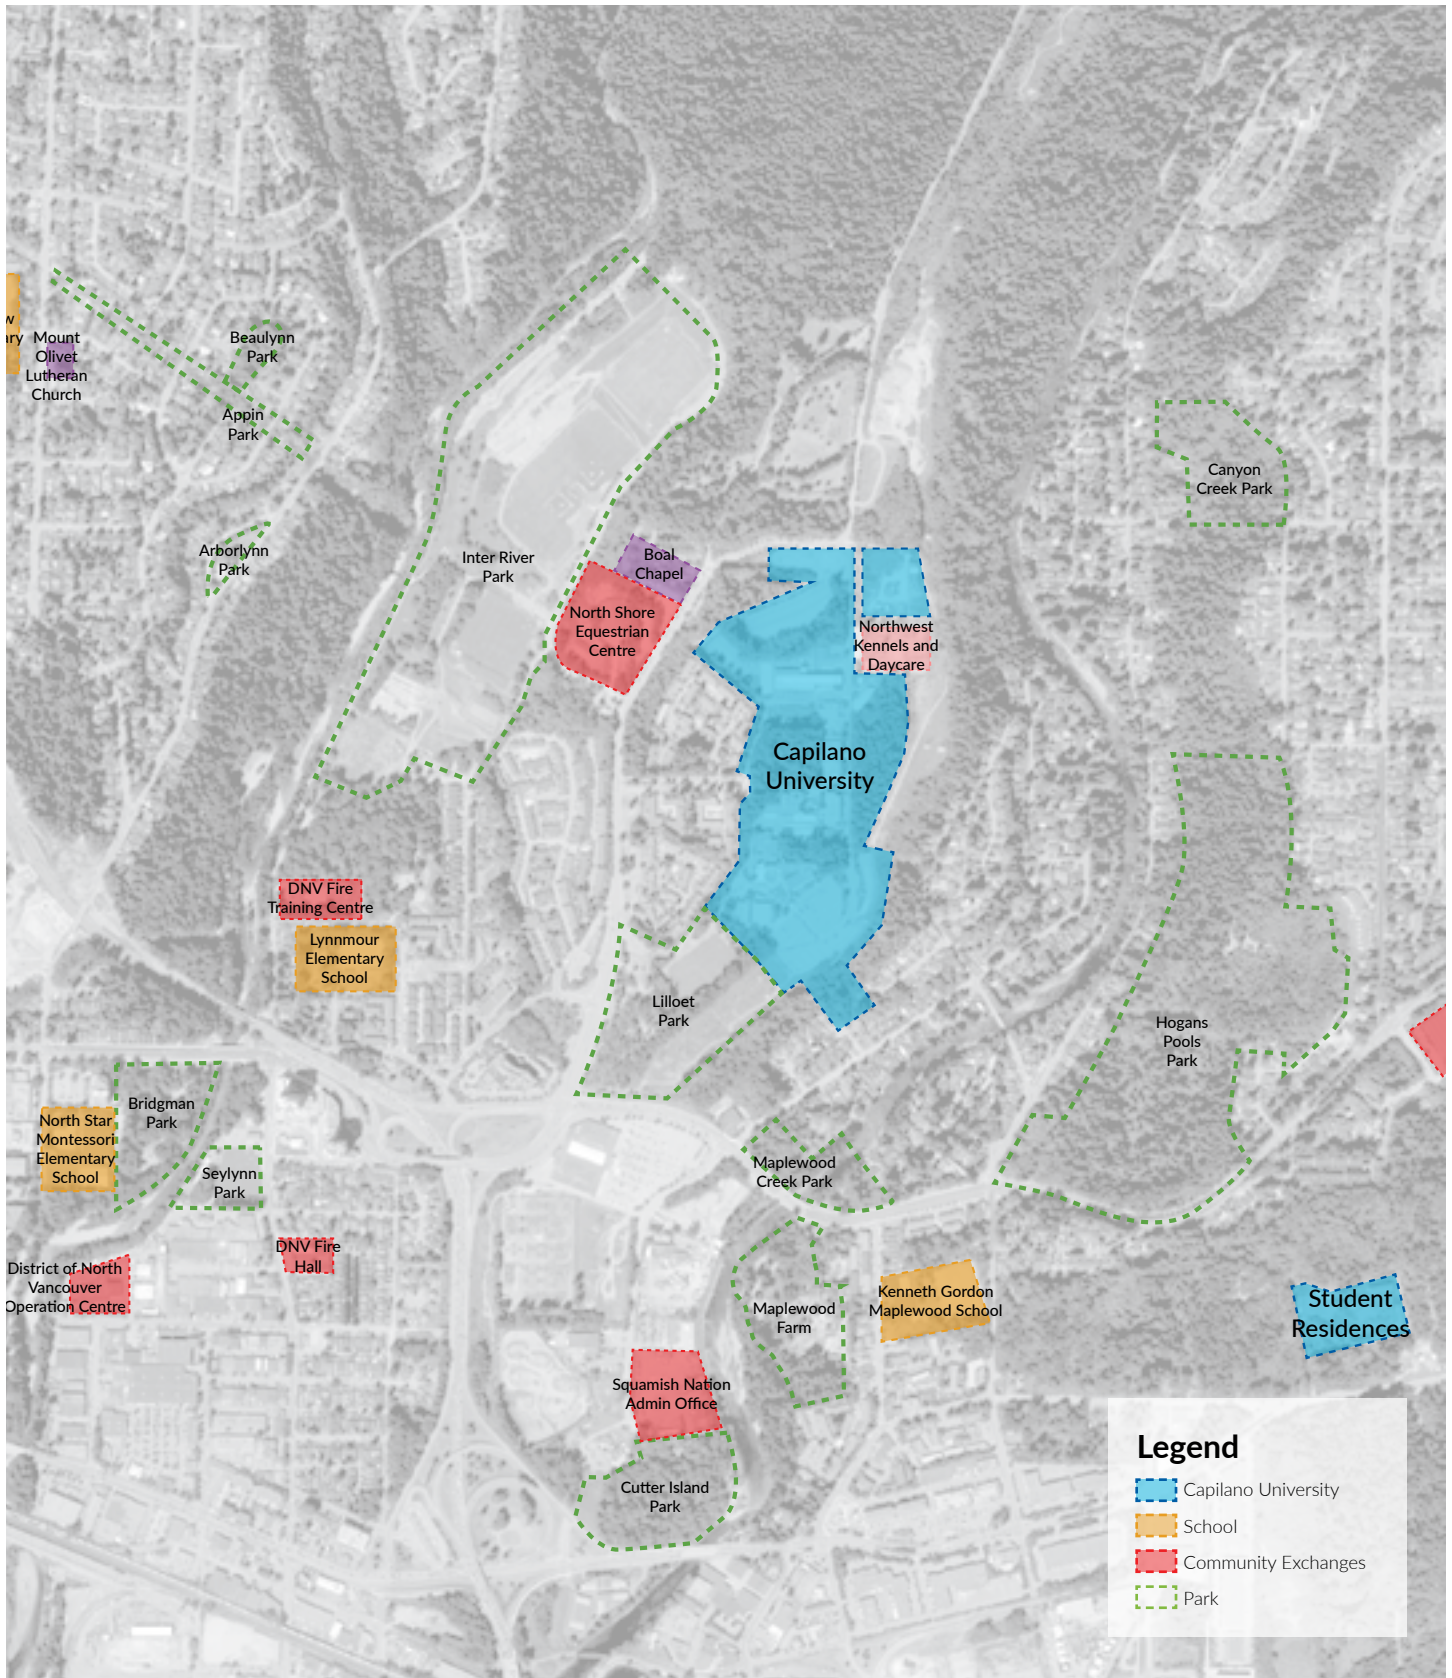 w
nry
Mount
Olivet
Lutheran
Church
Beaulynn
Park
Appin
Park
Canyon
Creek Park
Arborlynn
Park
Inter River
Park
Boal
Chapel
North Shore
Equestrian
Centre
Northwest
Kennels and
Daycare
Capilano
University
DNV Fire
Training Centre
Lynnmour
Elementary
School
Lilloet
Park
Hogans
Pools
Park
Bridgman
Park
North Star
Montessori
Elementary
School
Seylynn
Park
Maplewood
Creek Park
DNV Fire
Hall
District of North
Vancouver
Operation Centre
Maplewood
Farm
Kenneth Gordon
Maplewood School
Student
Residences
Squamish Nation
Admin Office
Cutter Island
Park
Legend
Capilano University
School
Community Exchanges
Park